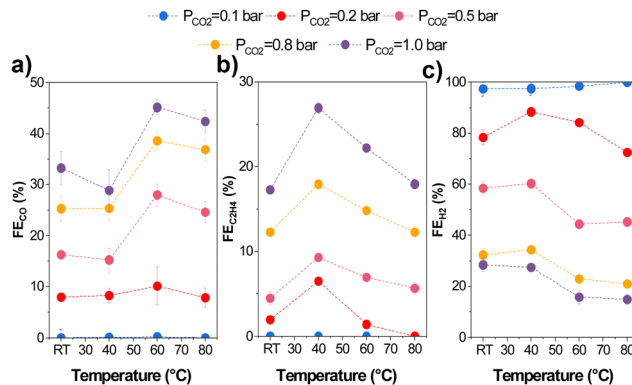 P_CO2=0.1 bar P_CO2=0.2 bar P_CO2=0.5 bar
P_CO2=0.8 bar P_CO2=1.0 bar
a)
50
40
30
20
10
0
FE_CO (%)
RT 30 40 50 60 70 80
Temperature (°C)
b)
30
20
10
0
FE_C2H4 (%)
RT 30 40 50 60 70 80
Temperature (°C)
c)
100
80
60
40
20
0
FE_H2 (%)
RT 30 40 50 60 70 80
Temperature (°C)